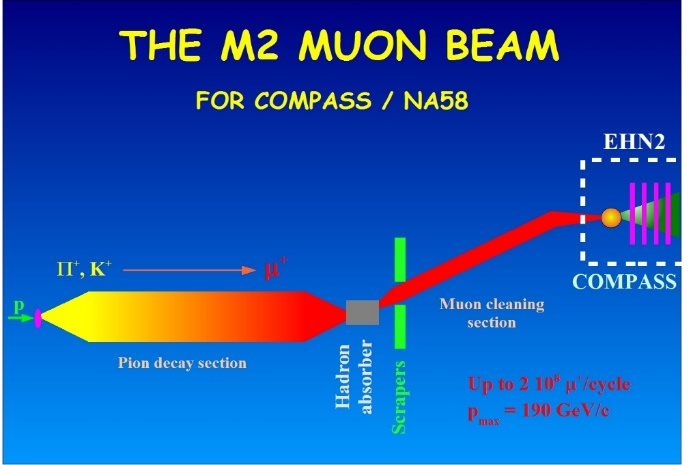 THE M2 MUON BEAM
FOR COMPASS / NA58
EHN2
Π⁺, K⁺
μ⁺
p
COMPASS
Muon cleaning
section
Pion decay section
Hadron
absorber
Scrapers
Up to 2 10⁸ μ⁺/cycle
pmax = 190 GeV/c